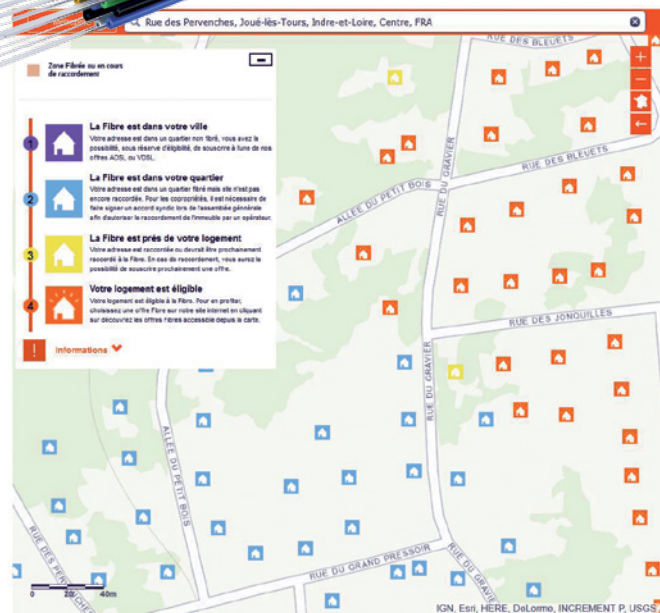 Rue des Pervenches, Joué-lès-Tours, Indre-et-Loire, Centre, FRA
Zone Fibrée ou en cours
de raccordement
1
La Fibre est dans votre ville
Votre adresse est dans un quartier non fibré, vous avez la
possibilité, sous réserve d'éligibilité, de souscrire à l'une de nos
offres ADSL ou VDSL.
2
La Fibre est dans votre quartier
Votre adresse est dans un quartier fibré mais elle n'est pas
encore raccordée. Pour les copropriétés, il est nécessaire de
faire signer un accord syndic lors de l'assemblée générale
afin d'autoriser le raccordement de l'immeuble par un opérateur.
3
La Fibre est près de votre logement
Votre adresse est raccordée ou devrait être prochainement
raccordé à la fibre. En cas de raccordement, vous aurez la
possibilité de souscrire prochainement une offre.
4
Votre logement est éligible
Votre logement est éligible à la Fibre. Pour en profiter,
choisissez une offre Fibre sur notre site internet en cliquant
sur découvrez les offres fibres accessible depuis la carte.
! Informations
RUE DES BLEUETS
RUE DES BLEUETS
RUE DU GRAVIER
ALLÉE DU PETIT BOIS
RUE DES JONQUILLES
RUE DU GRAVIER
ALLÉE DU PETIT BOIS
RUE DU GRAND PRESSOIR
RUE DU GRAVIE
RUE DES PERVENCHES
0 20 40m
IGN, Esri, HERE, DeLorme, INCREMENT P, USGS